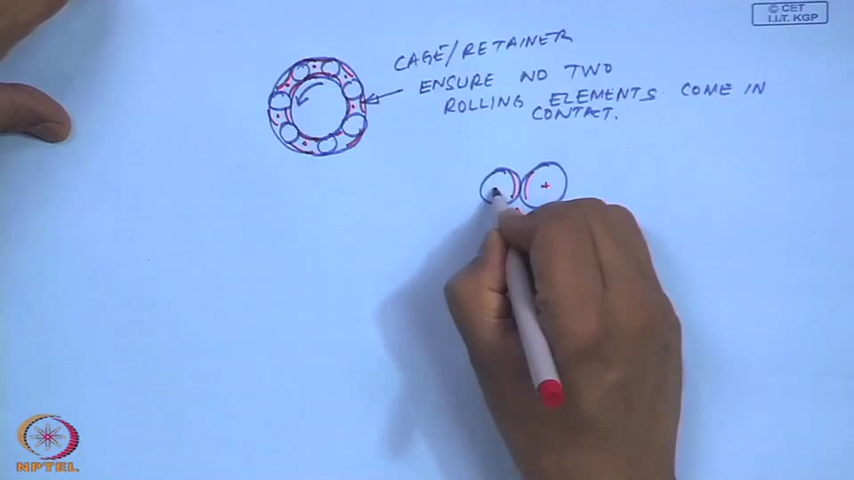 © CET
I.I.T. KGP
CAGE/RETAINER
ENSURE NO TWO
ROLLING ELEMENTS COME IN
CONTACT.
NPTEL